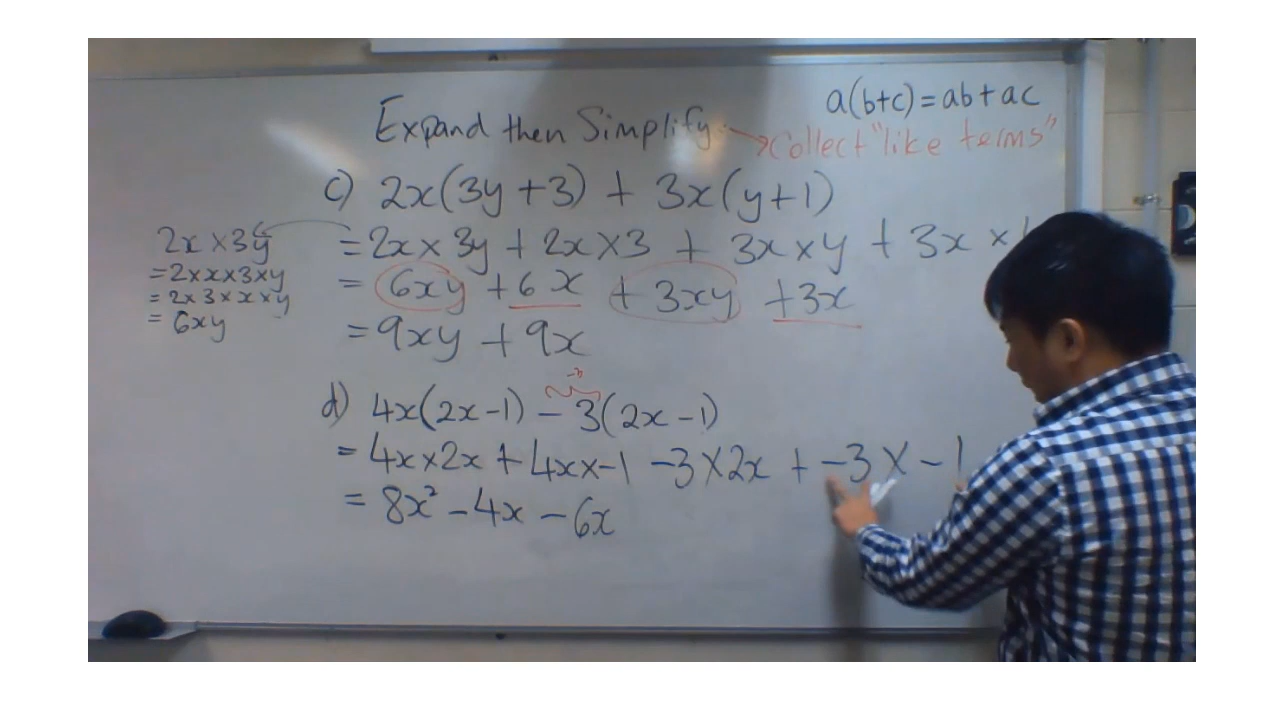 a(b+c)=ab+ac
Expand then Simplify → Collect "like terms"
c) 2x(3y+3) + 3x(y+1)
=2x×3y + 2x×3 + 3x×y + 3x×
= 6xy +6x +3xy +3x
=9xy + 9x
2x×3y
=2×x×3×y
=2×3×x×y
= 6xy
-3
d) 4x(2x-1) - 3(2x-1)
= 4x×2x + 4x×-1 -3×2x + -3×-1
= 8x² -4x -6x